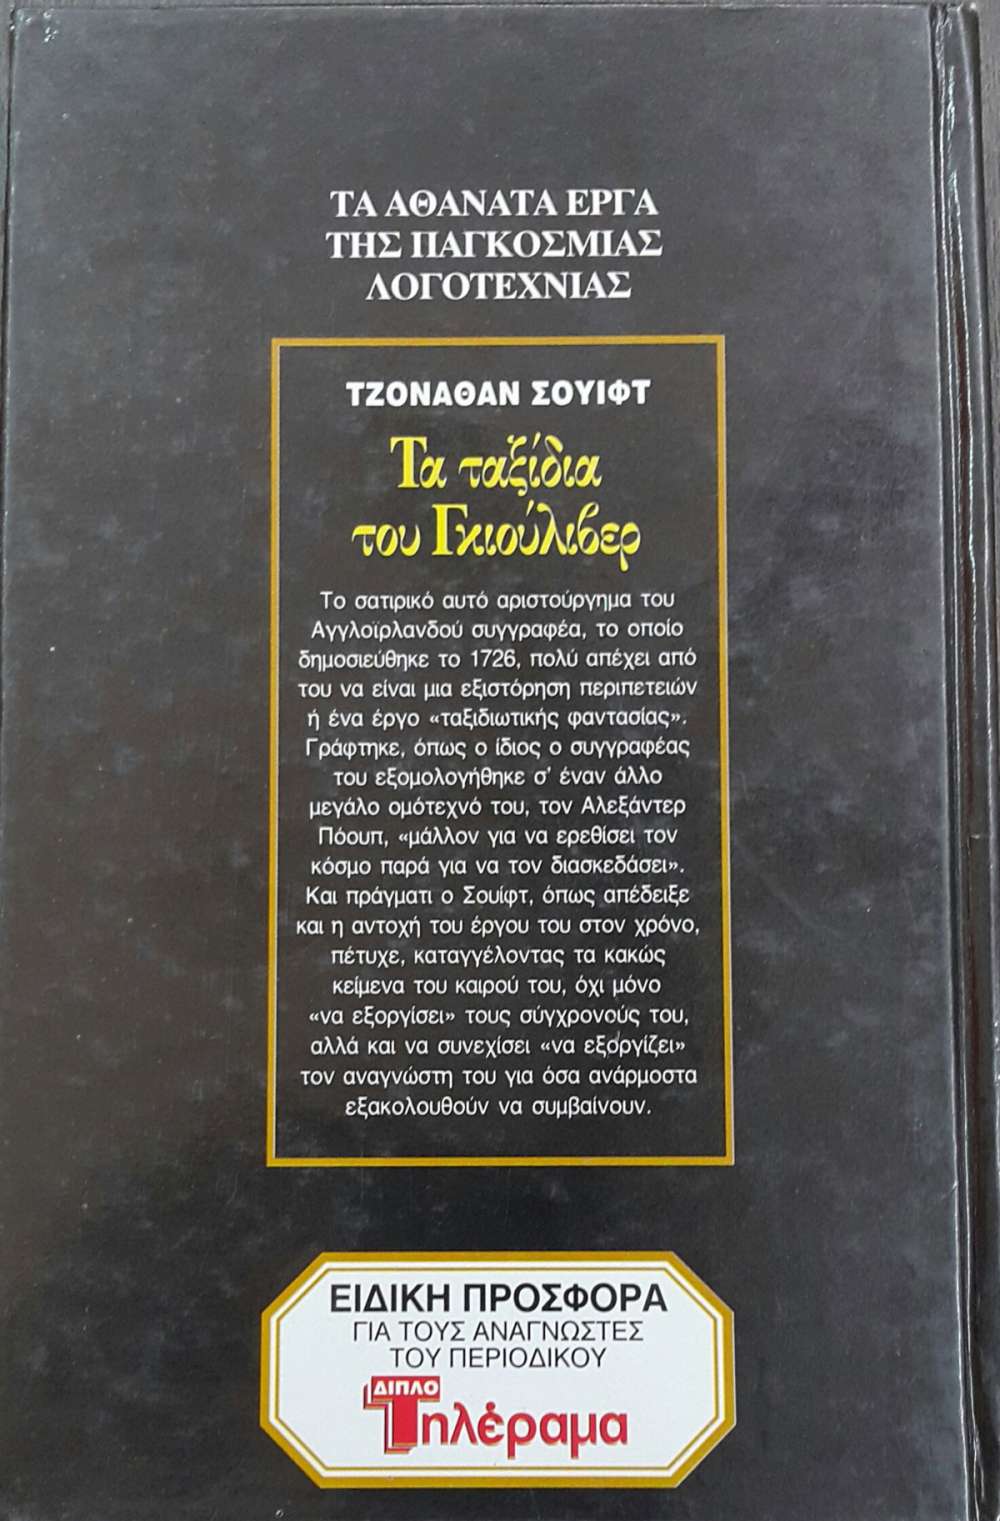 ΤΑ ΑΘΑΝΑΤΑ ΕΡΓΑ
ΤΗΣ ΠΑΓΚΟΣΜΙΑΣ
ΛΟΓΟΤΕΧΝΙΑΣ
ΤΖΟΝΑΘΑΝ ΣΟΥΙΦΤ
Τα ταξίδια
του Γκιούλιβερ
Το σατιρικό αυτό αριστούργημα του
Αγγλοϊρλανδού συγγραφέα, το οποίο
δημοσιεύθηκε το 1726, πολύ απέχει από
του να είναι μια εξιστόρηση περιπετειών
ή ένα έργο «ταξιδιωτικής φαντασίας».
Γράφτηκε, όπως ο ίδιος ο συγγραφέας
του εξομολογήθηκε σ' έναν άλλο
μεγάλο ομότεχνό του, τον Αλεξάντερ
Πόουπ, «μάλλον για να ερεθίσει τον
κόσμο παρά για να τον διασκεδάσει».
Και πράγματι ο Σουίφτ, όπως απέδειξε
και η αντοχή του έργου του στον χρόνο,
πέτυχε, καταγγέλοντας τα κακώς
κείμενα του καιρού του, όχι μόνο
«να εξοργίσει» τους σύγχρονούς του,
αλλά και να συνεχίσει «να εξοργίζει»
τον αναγνώστη του για όσα ανάρμοστα
εξακολουθούν να συμβαίνουν.
ΕΙΔΙΚΗ ΠΡΟΣΦΟΡΑ
ΓΙΑ ΤΟΥΣ ΑΝΑΓΝΩΣΤΕΣ
ΤΟΥ ΠΕΡΙΟΔΙΚΟΥ
ΔΙΠΛΟ
Τηλέραμα